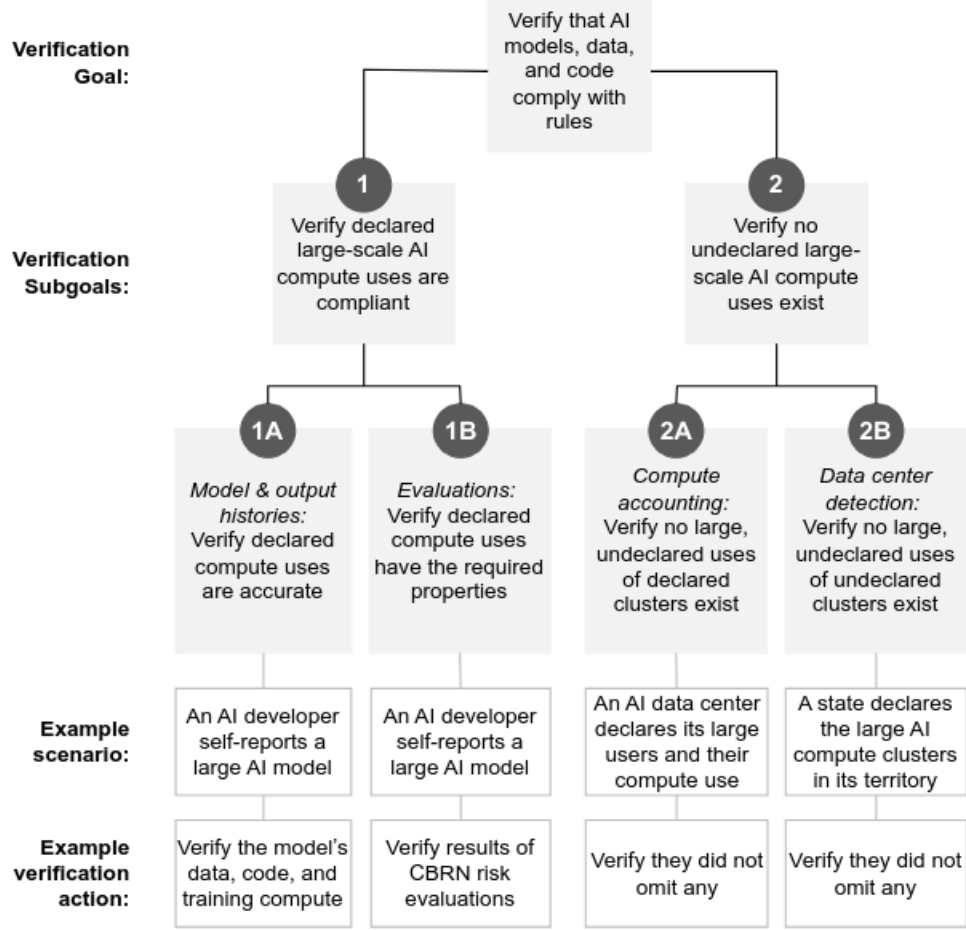 Verification
Goal:
Verify that AI
models, data,
and code
comply with
rules
1
Verify declared
large-scale AI
compute uses are
compliant
2
Verify no
undeclared large-
scale AI compute
uses exist
Verification
Subgoals:
1A
Model & output
histories:
Verify declared
compute uses
are accurate
1B
Evaluations:
Verify declared
compute uses
have the required
properties
2A
Compute
accounting:
Verify no large,
undeclared uses
of declared
clusters exist
2B
Data center
detection:
Verify no large,
undeclared uses
of undeclared
clusters exist
Example
scenario:
An AI developer
self-reports a
large AI model
An AI developer
self-reports a
large AI model
An AI data center
declares its large
users and their
compute use
A state declares
the large AI
compute clusters
in its territory
Example
verification
action:
Verify the model’s
data, code, and
training compute
Verify results of
CBRN risk
evaluations
Verify they did not
omit any
Verify they did not
omit any